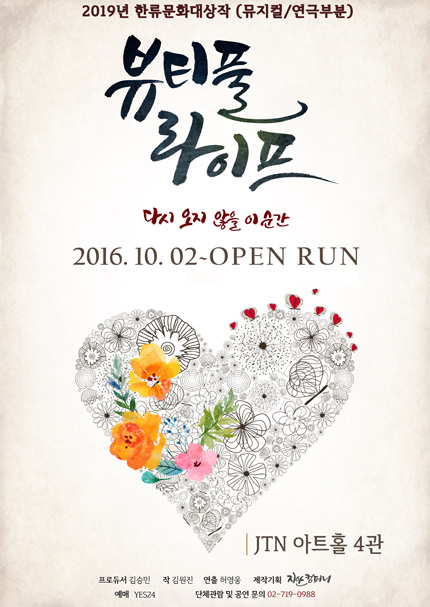 2019년 한류문화대상작 (뮤지컬/연극부분)
뷰티풀
라이프
다시 오지 않을 이 순간
2016. 10. 02~OPEN RUN
JTN 아트홀 4관
프로듀서 김승민 작 김원진 연출 허영웅 제작기획
예매 YES24 단체관람 및 공연 문의 02-719-0988